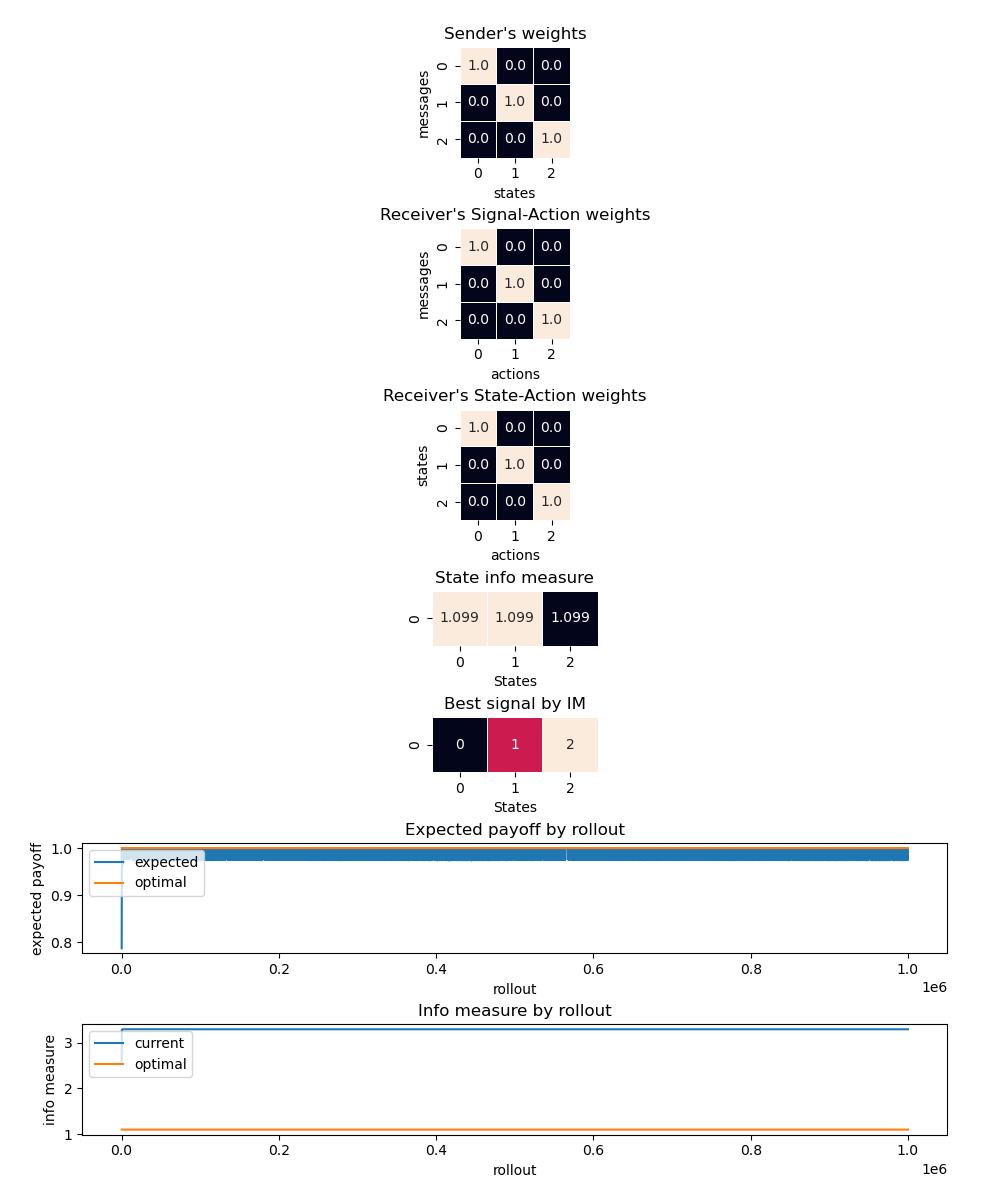 Sender's weights
messages
0 1.0 0.0 0.0
1 0.0 1.0 0.0
2 0.0 0.0 1.0
0 1 2
states
Receiver's Signal-Action weights
messages
0 1.0 0.0 0.0
1 0.0 1.0 0.0
2 0.0 0.0 1.0
0 1 2
actions
Receiver's State-Action weights
states
0 1.0 0.0 0.0
1 0.0 1.0 0.0
2 0.0 0.0 1.0
0 1 2
actions
State info measure
0 1.099 1.099 1.099
0 1 2
States
Best signal by IM
0 0 1 2
0 1 2
States
Expected payoff by rollout
expected payoff
1.0
0.9
0.8
expected
optimal
0.0 0.2 0.4 0.6 0.8 1.0
1e6
rollout
Info measure by rollout
info measure
3
2
1
current
optimal
0.0 0.2 0.4 0.6 0.8 1.0
1e6
rollout